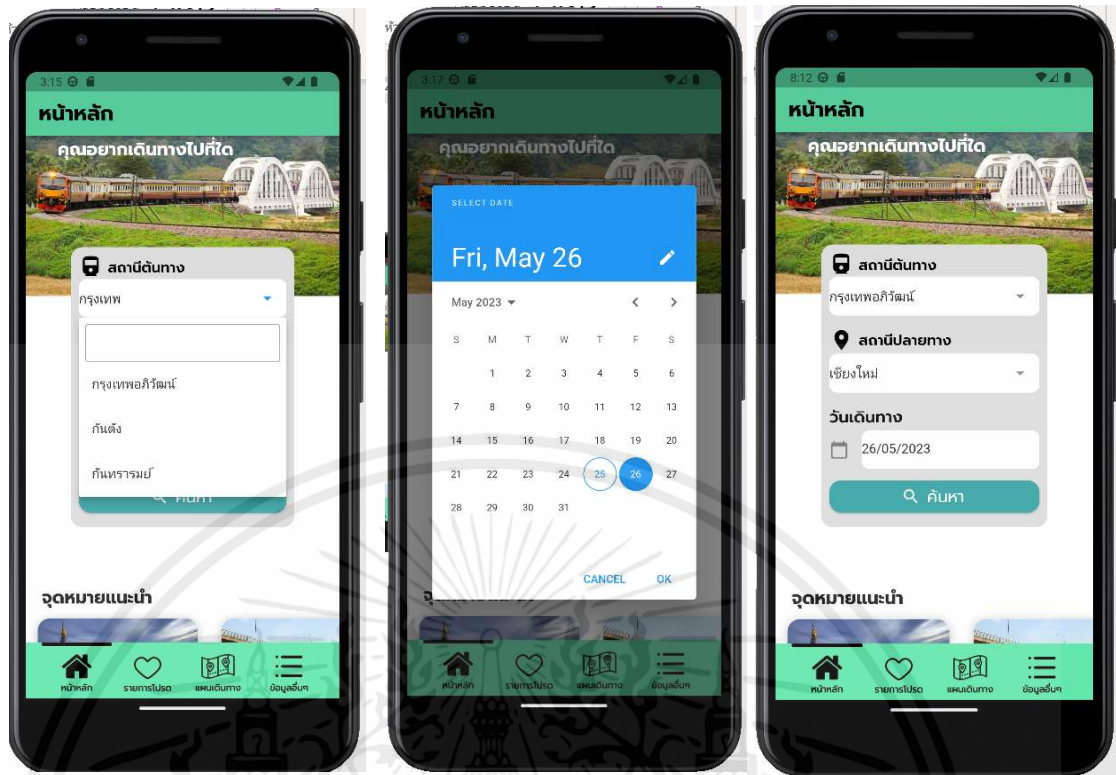 3:15
หน้าหลัก
คุณอยากเดินทางไปที่ใด
สถานีต้นทาง
กรุงเทพ
กรุงเทพอภิวัฒน์
กันตัง
กันทรารมย์
ค้นหา
จุดหมายแนะนำ
หน้าหลัก รายการโปรด แผนเดินทาง ข้อมูลอื่นๆ
3:17
หน้าหลัก
คุณอยากเดินทางไปที่ใด
SELECT DATE
Fri, May 26
May 2023
S M T W T F S
1 2 3 4 5 6
7 8 9 10 11 12 13
14 15 16 17 18 19 20
21 22 23 24 25 26 27
28 29 30 31
CANCEL OK
หน้าหลัก รายการโปรด แผนเดินทาง ข้อมูลอื่นๆ
8:12
หน้าหลัก
คุณอยากเดินทางไปที่ใด
สถานีต้นทาง
กรุงเทพอภิวัฒน์
สถานีปลายทาง
เชียงใหม่
วันเดินทาง
26/05/2023
ค้นหา
จุดหมายแนะนำ
หน้าหลัก รายการโปรด แผนเดินทาง ข้อมูลอื่นๆ